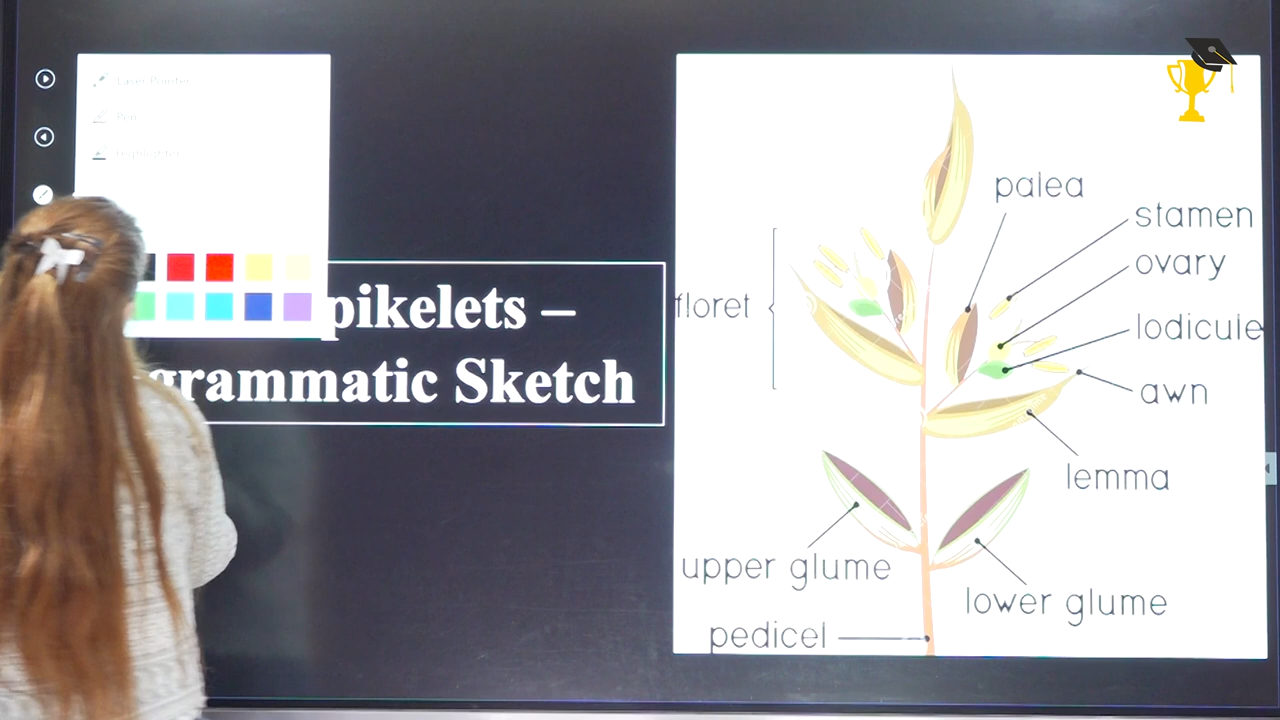 Laser Pointer
Pen
Highlighter
pikelets –
grammatic Sketch
palea
stamen
ovary
floret
lodicule
awn
lemma
upper glume
lower glume
pedicel